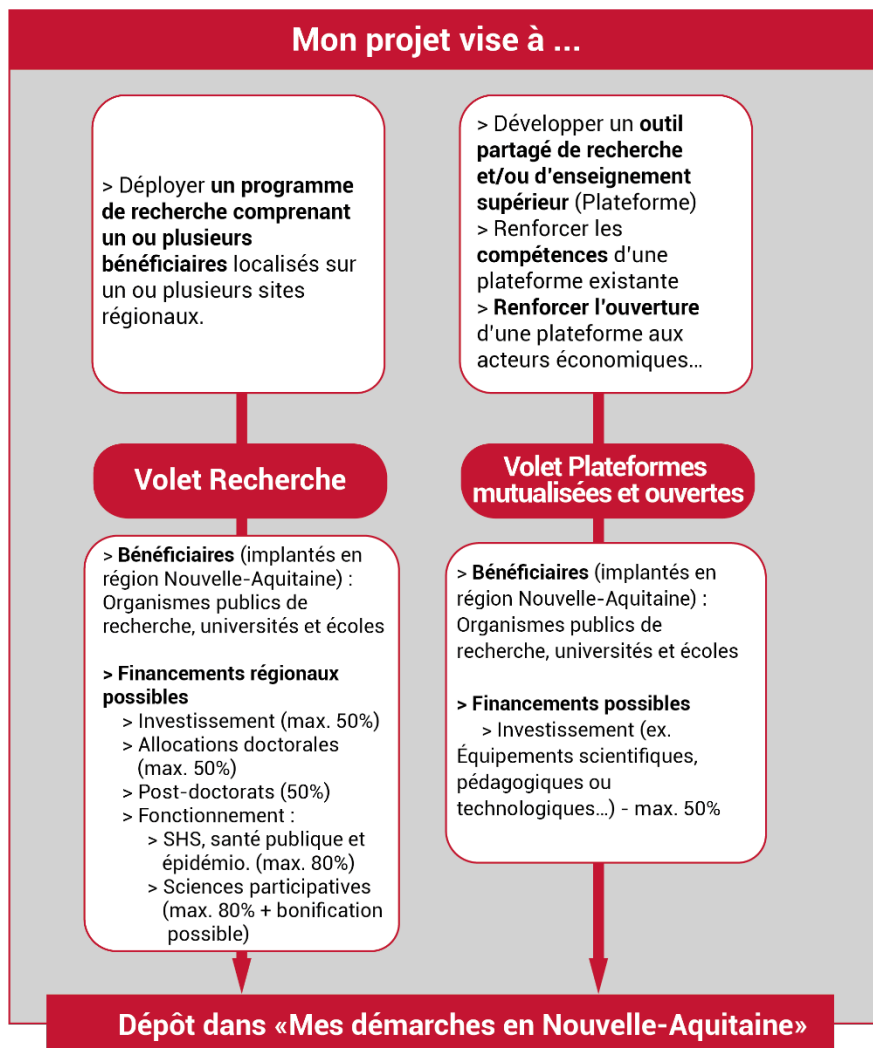 Mon projet vise à ...
> Déployer un programme
de recherche comprenant
un ou plusieurs
bénéficiaires localisés sur
un ou plusieurs sites
régionaux.
> Développer un outil
partagé de recherche
et/ou d'enseignement
supérieur (Plateforme)
> Renforcer les
compétences d'une
plateforme existante
> Renforcer l'ouverture
d'une plateforme aux
acteurs économiques...
Volet Recherche
Volet Plateformes
mutualisées et ouvertes
> Bénéficiaires (implantés en
région Nouvelle-Aquitaine) :
Organismes publics de
recherche, universités et écoles
> Financements régionaux
possibles
> Investissement (max. 50%)
> Allocations doctorales
(max. 50%)
> Post-doctorats (50%)
> Fonctionnement :
> SHS, santé publique et
épidémio. (max. 80%)
> Sciences participatives
(max. 80% + bonification
possible)
> Bénéficiaires (implantés en
région Nouvelle-Aquitaine) :
Organismes publics de
recherche, universités et écoles
> Financements possibles
> Investissement (ex.
Équipements scientifiques,
pédagogiques ou
technologiques...) - max. 50%
Dépôt dans «Mes démarches en Nouvelle-Aquitaine»